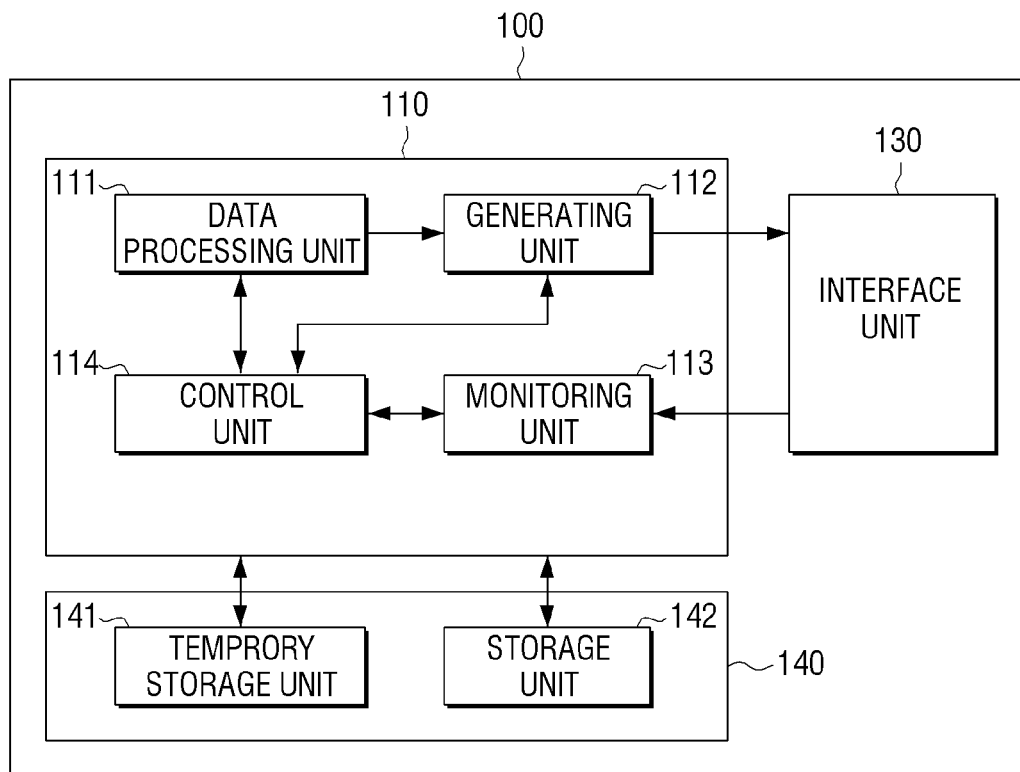 100
110
130
111
DATA
PROCESSING UNIT
112
GENERATING
UNIT
INTERFACE
UNIT
114
CONTROL
UNIT
113
MONITORING
UNIT
141
TEMPRORY
STORAGE UNIT
142
STORAGE
UNIT
140